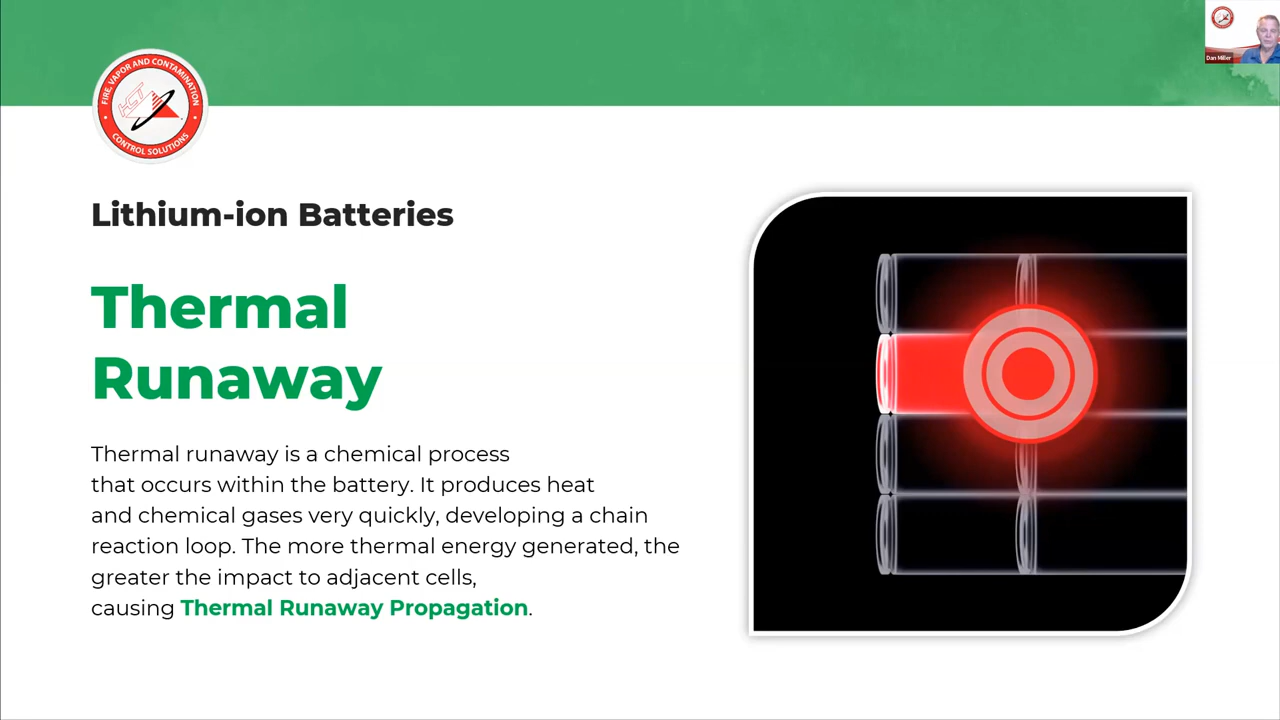 FIRE, VAPOR AND CONTAMINATION
HCT
CONTROL SOLUTIONS
Dan Miller
Lithium-ion Batteries
Thermal
Runaway
Thermal runaway is a chemical process
that occurs within the battery. It produces heat
and chemical gases very quickly, developing a chain
reaction loop. The more thermal energy generated, the
greater the impact to adjacent cells,
causing Thermal Runaway Propagation.